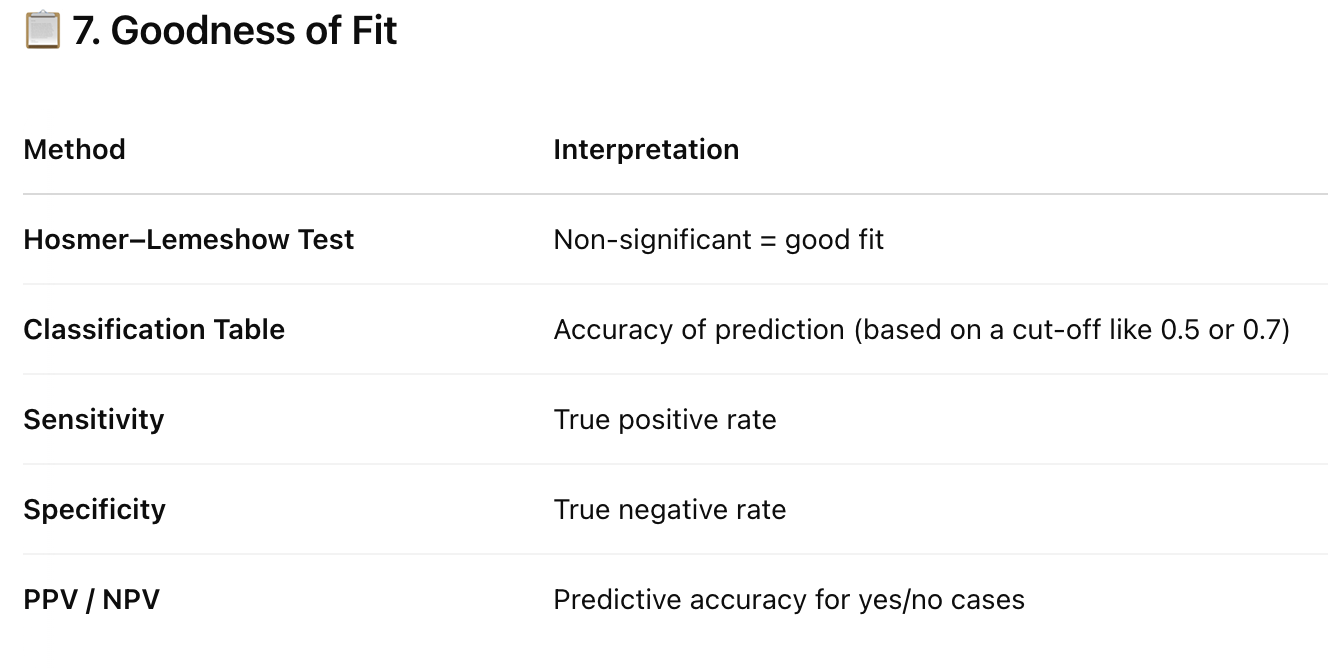 📋 7. Goodness of Fit
Method Interpretation
Hosmer–Lemeshow Test Non-significant = good fit
Classification Table Accuracy of prediction (based on a cut-off like 0.5 or 0.7)
Sensitivity True positive rate
Specificity True negative rate
PPV / NPV Predictive accuracy for yes/no cases